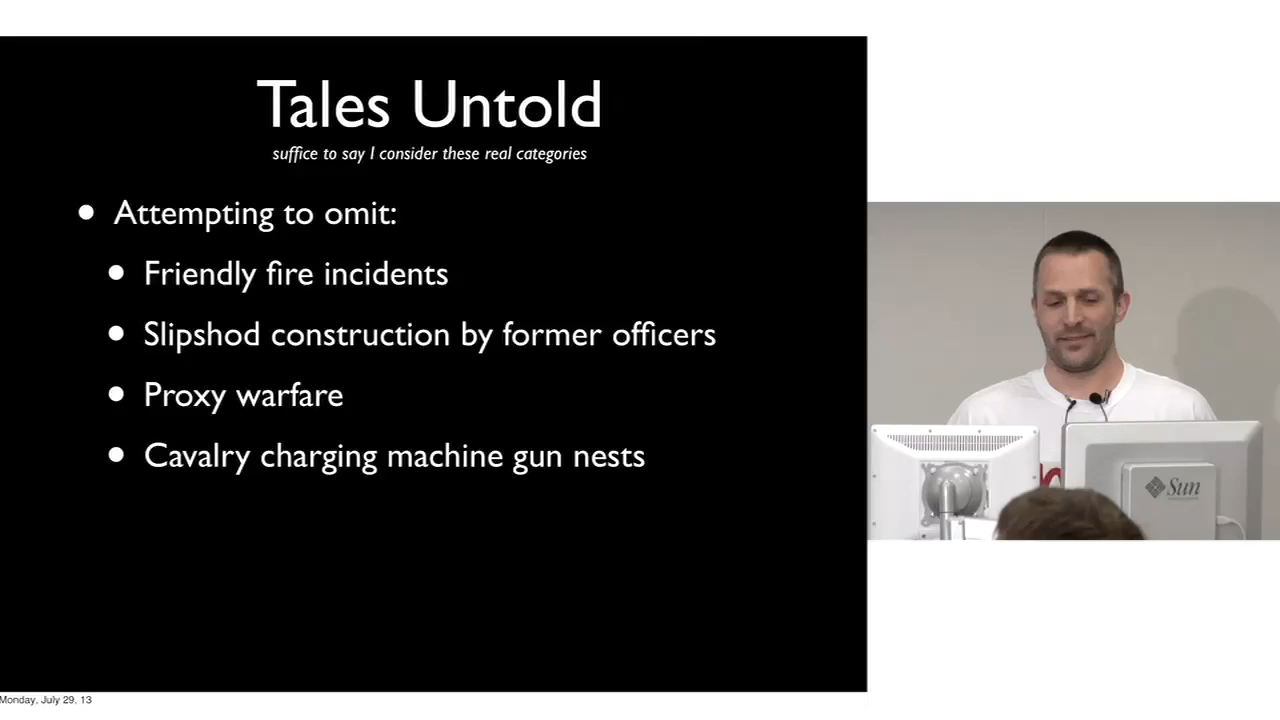 Tales Untold
suffice to say I consider these real categories
• Attempting to omit:
• Friendly fire incidents
• Slipshod construction by former officers
• Proxy warfare
• Cavalry charging machine gun nests
Sun
Monday, July 29, 13